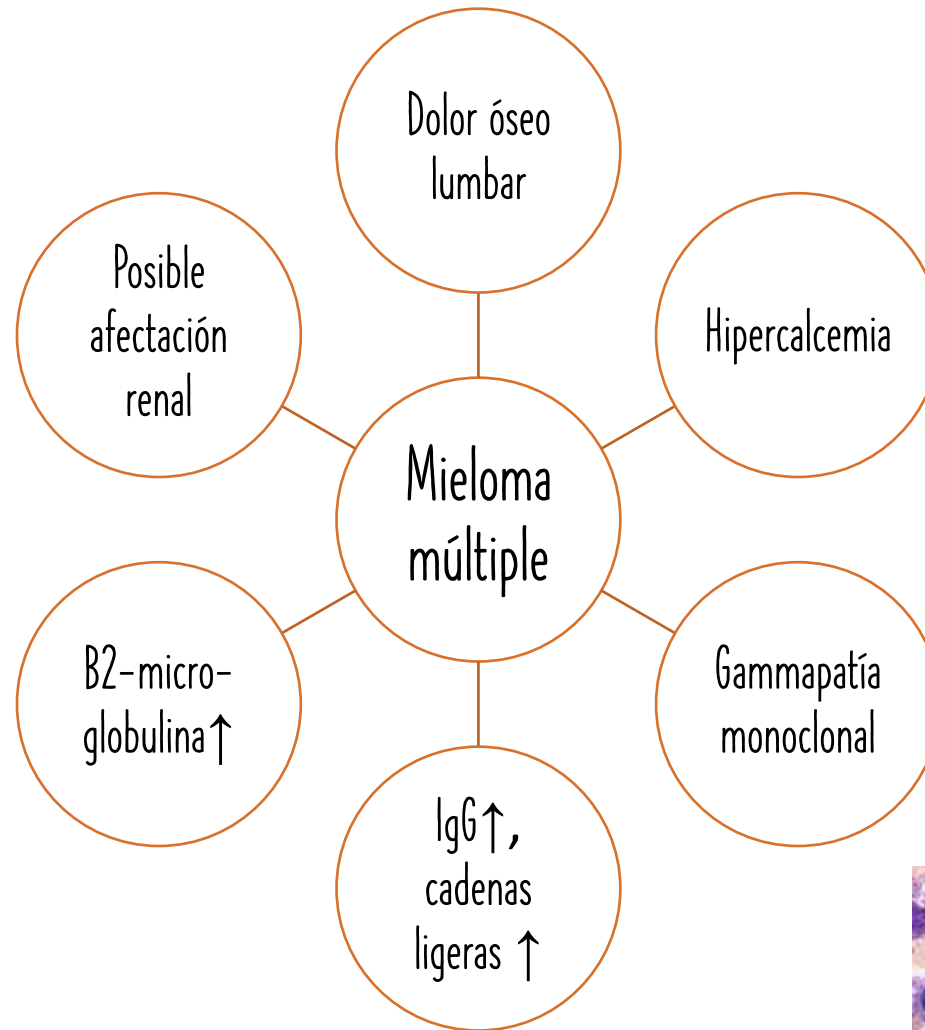 Dolor óseo
lumbar
Posible
afectación
renal
Hipercalcemia
Mieloma
múltiple
B2-micro-
globulina↑
Gammapatía
monoclonal
IgG↑,
cadenas
ligeras ↑